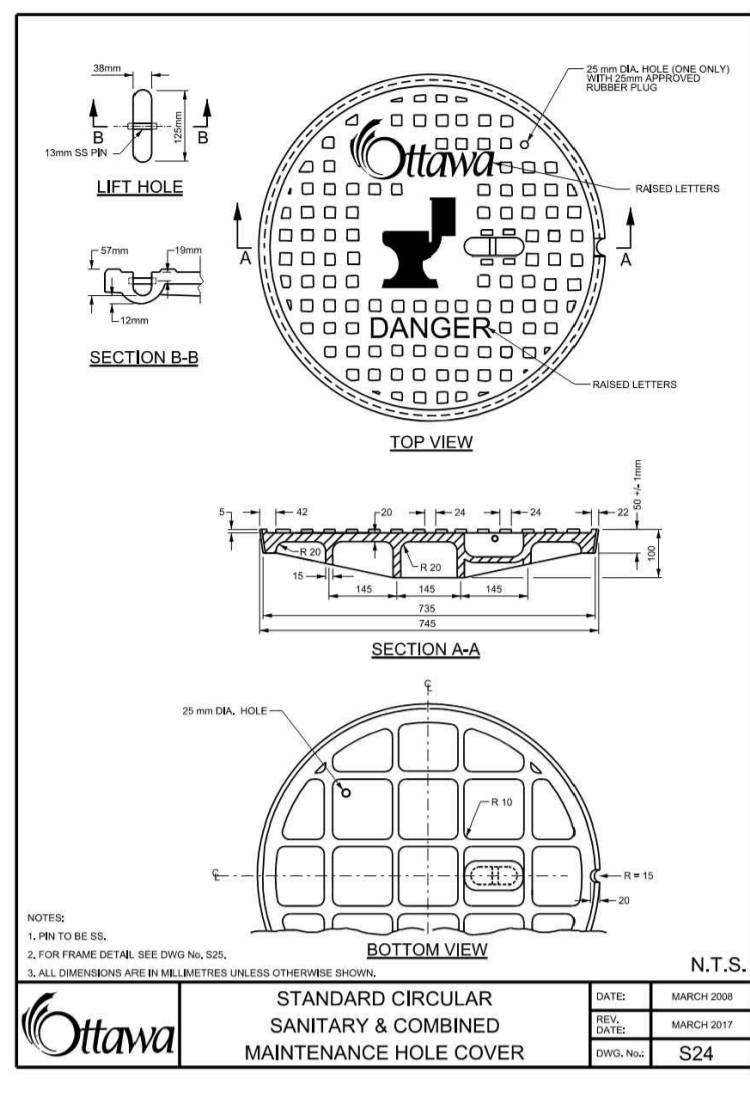 38mm
125mm
B
B
13mm SS PIN
LIFT HOLE
57mm
19mm
12mm
SECTION B-B
25 mm DIA. HOLE (ONE ONLY)
WITH 25mm APPROVED
RUBBER PLUG
Ottawa
RAISED LETTERS
A
A
DANGER
RAISED LETTERS
TOP VIEW
5
42
20
24
24
22
50 +/- 1mm
R 20
R 20
100
15
145
145
145
735
745
SECTION A-A
℄
25 mm DIA. HOLE
R 10
℄
R = 15
20
BOTTOM VIEW
NOTES:
1. PIN TO BE SS.
2. FOR FRAME DETAIL SEE DWG No. S25.
3. ALL DIMENSIONS ARE IN MILLIMETRES UNLESS OTHERWISE SHOWN.
N.T.S.
Ottawa
STANDARD CIRCULAR
SANITARY & COMBINED
MAINTENANCE HOLE COVER
DATE:
MARCH 2008
REV.
DATE:
MARCH 2017
DWG. No.:
S24